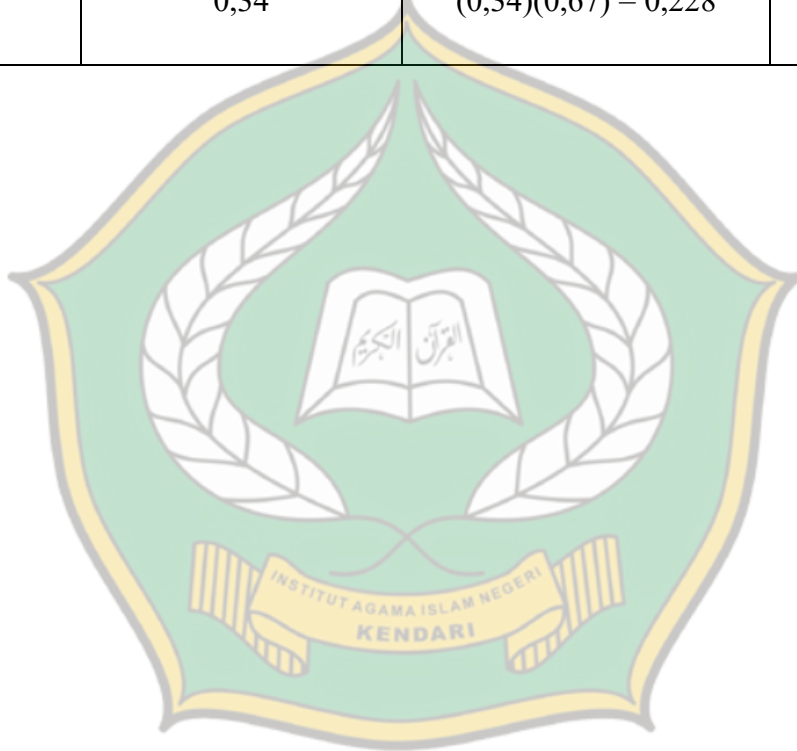 0,34
(0,34)(0,67) = 0,228
القرآن الكريم
INSTITUT AGAMA ISLAM NEGERI
KENDARI